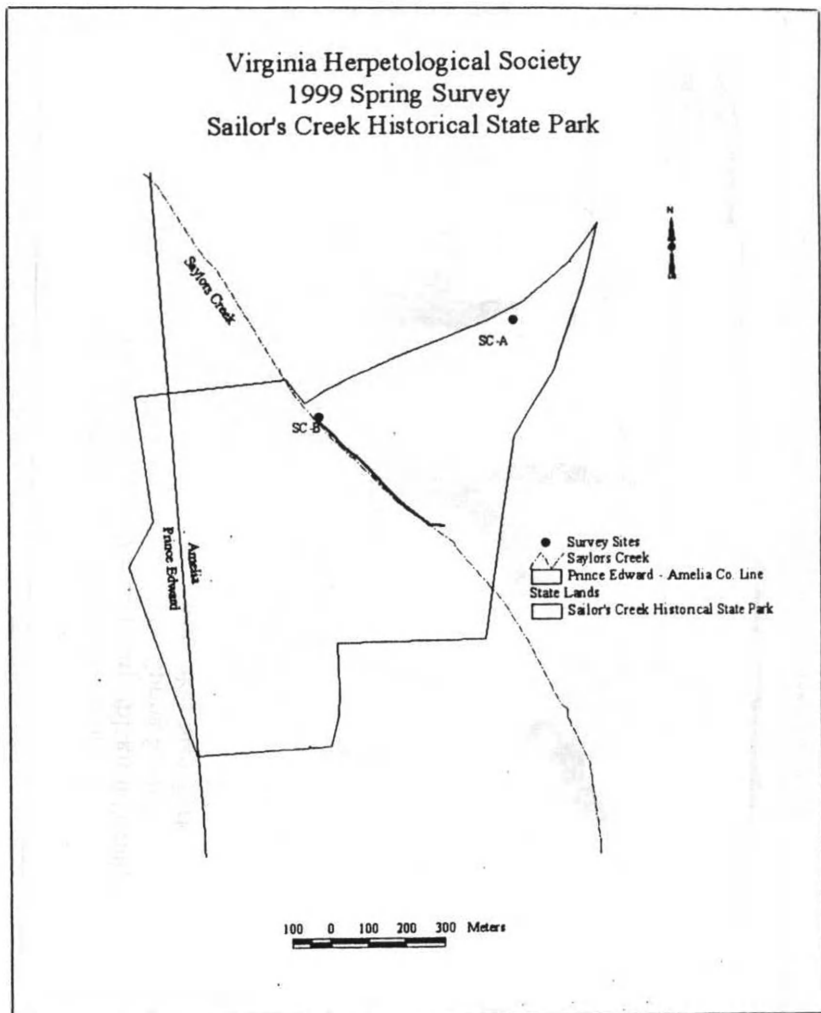 Virginia Herpetological Society
1999 Spring Survey
Sailor's Creek Historical State Park
N
Saylors Creek
SC-A
SC-B
Amelia
Prince Edward
Survey Sites
Saylors Creek
Prince Edward - Amelia Co. Line
State Lands
Sailor's Creek Historical State Park
100 0 100 200 300 Meters